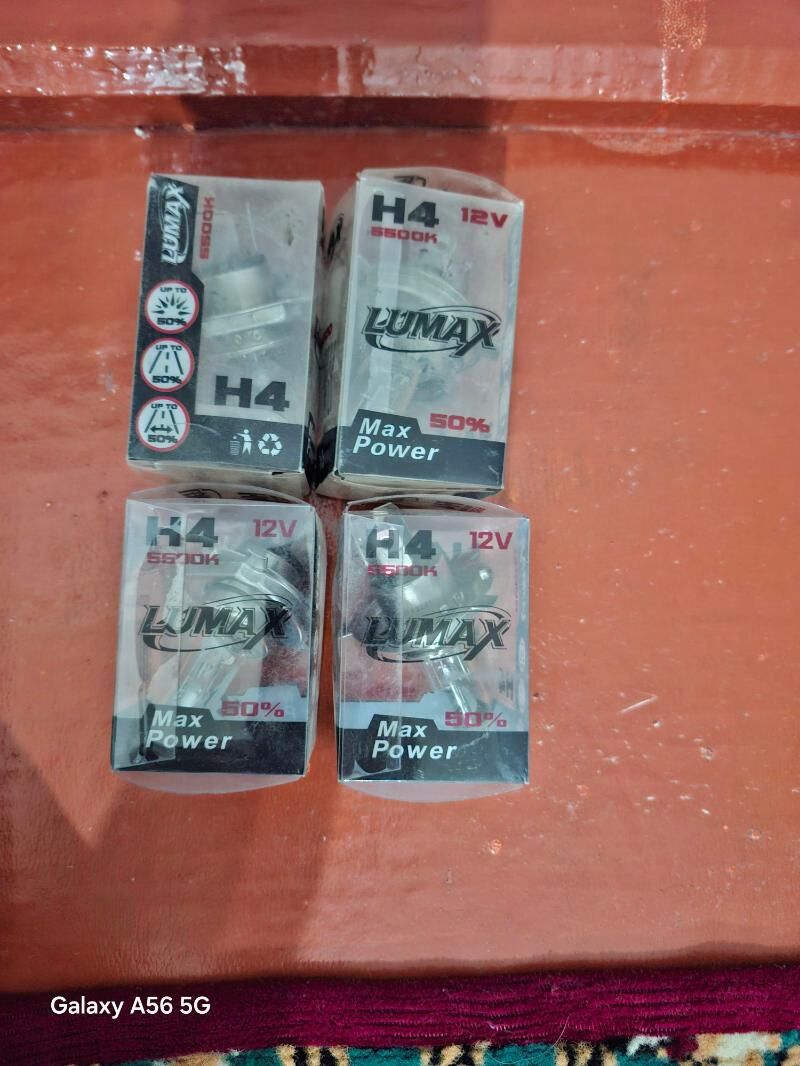 LUMAX
5500K
UP TO
50%
UP TO
50%
UP TO
50%
H4
H4 12V
5500K
LUMAX
50%
Max
Power
H4 12V
5500K
LUMAX
50%
Max
Power
H4 12V
5500K
LUMAX
50%
Max
Power
Galaxy A56 5G